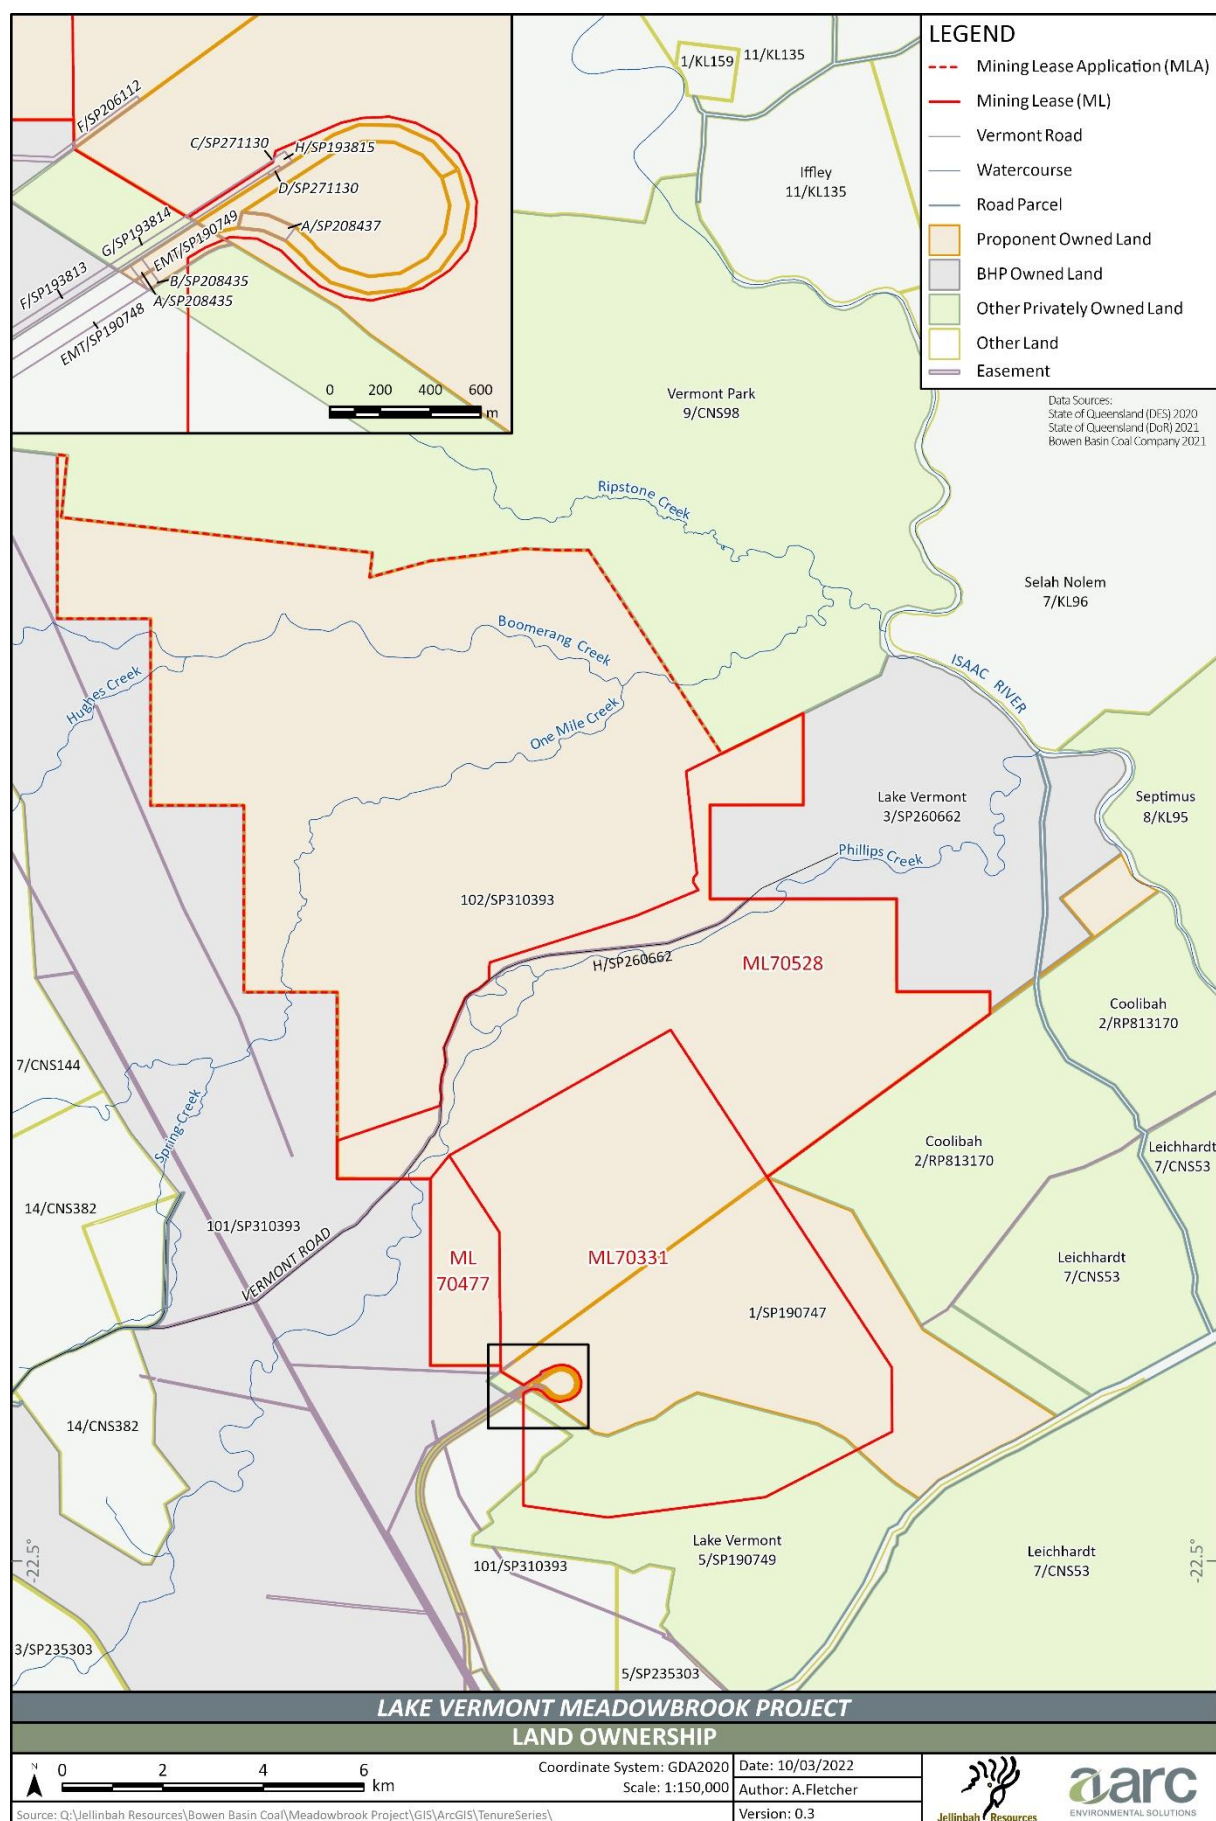 F/SP206112
C/SP271130
H/SP193815
D/SP271130
A/SP208437
G/SP193814
EMT/SP190749
F/SP193813
B/SP208435
A/SP208435
EMT/SP190748
0 200 400 600
m
LEGEND
Mining Lease Application (MLA)
Mining Lease (ML)
Vermont Road
Watercourse
Road Parcel
Proponent Owned Land
BHP Owned Land
Other Privately Owned Land
Other Land
Easement
Data Sources:
State of Queensland (DES) 2020
State of Queensland (DoR) 2021
Bowen Basin Coal Company 2021
1/KL159
11/KL135
Iffley
11/KL135
Vermont Park
9/CNS98
Ripstone Creek
Selah Nolem
7/KL96
Boomerang Creek
ISAAC RIVER
Hughes Creek
One Mile Creek
Lake Vermont
3/SP260662
Septimus
8/KL95
Phillips Creek
102/SP310393
H/SP260662
ML70528
Coolibah
2/RP813170
7/CNS144
Spring Creek
Coolibah
2/RP813170
Leichhardt
7/CNS53
14/CNS382
101/SP310393
VERMONT ROAD
ML
70477
ML70331
Leichhardt
7/CNS53
1/SP190747
14/CNS382
Lake Vermont
5/SP190749
101/SP310393
Leichhardt
7/CNS53
-22.5°
-22.5°
3/SP235303
5/SP235303
LAKE VERMONT MEADOWBROOK PROJECT
LAND OWNERSHIP
N
0 2 4 6
km
Coordinate System: GDA2020
Scale: 1:150,000
Date: 10/03/2022
Author: A.Fletcher
Version: 0.3
Source: Q:\Jellinbah Resources\Bowen Basin Coal\Meadowbrook Project\GIS\ArcGIS\TenureSeries\
Jellinbah Resources
aarc
ENVIRONMENTAL SOLUTIONS